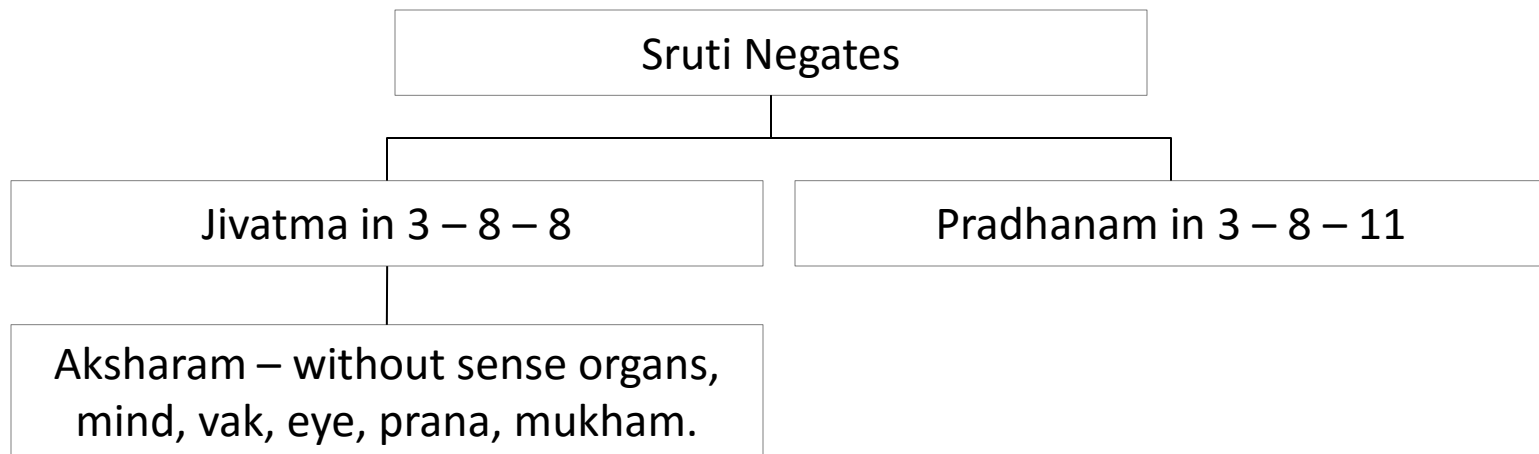 Sruti Negates
Jivatma in 3 – 8 – 8
Pradhanam in 3 – 8 – 11
Aksharam – without sense organs,
mind, vak, eye, prana, mukham.